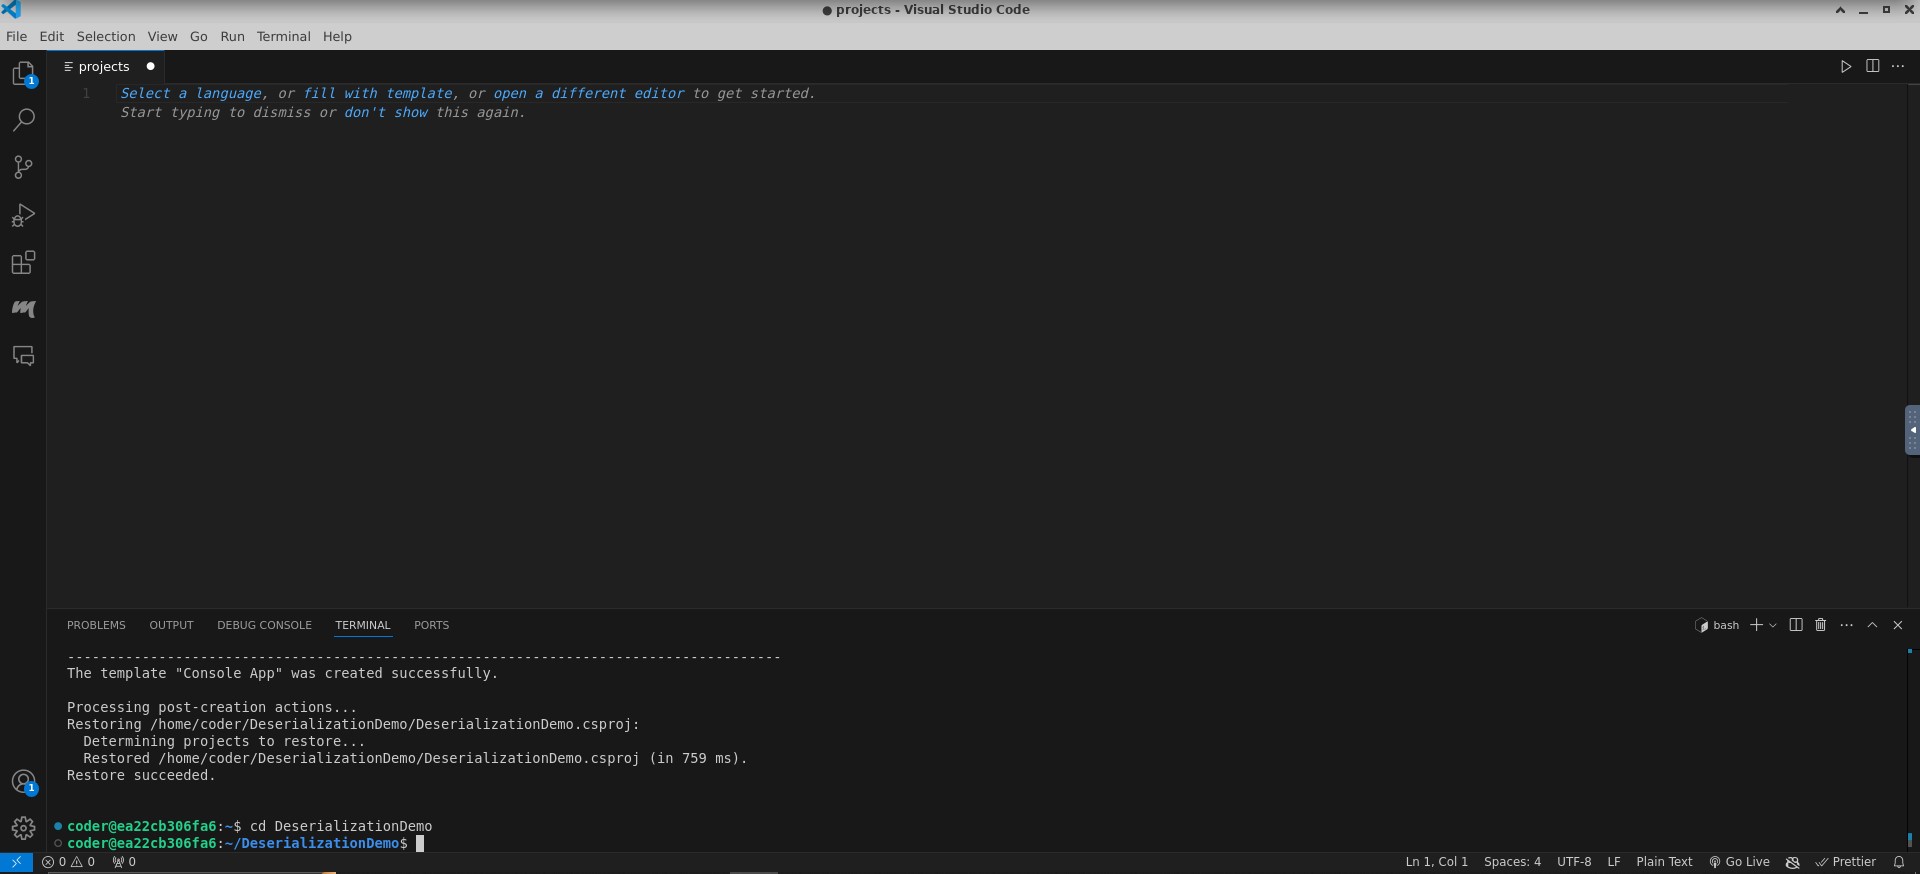 ● projects - Visual Studio Code
File Edit Selection View Go Run Terminal Help
1
projects ●
1 Select a language, or fill with template, or open a different editor to get started.
Start typing to dismiss or don't show this again.
PROBLEMS OUTPUT DEBUG CONSOLE TERMINAL PORTS
bash
---------------------------------------------------------------------------------------
The template "Console App" was created successfully.
Processing post-creation actions...
Restoring /home/coder/DeserializationDemo/DeserializationDemo.csproj:
Determining projects to restore...
Restored /home/coder/DeserializationDemo/DeserializationDemo.csproj (in 759 ms).
Restore succeeded.
1
coder@ea22cb306fa6:~$ cd DeserializationDemo
coder@ea22cb306fa6:~/DeserializationDemo$
0 0 0 Ln 1, Col 1 Spaces: 4 UTF-8 LF Plain Text Go Live Prettier